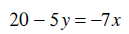 20 − 5y = −7x